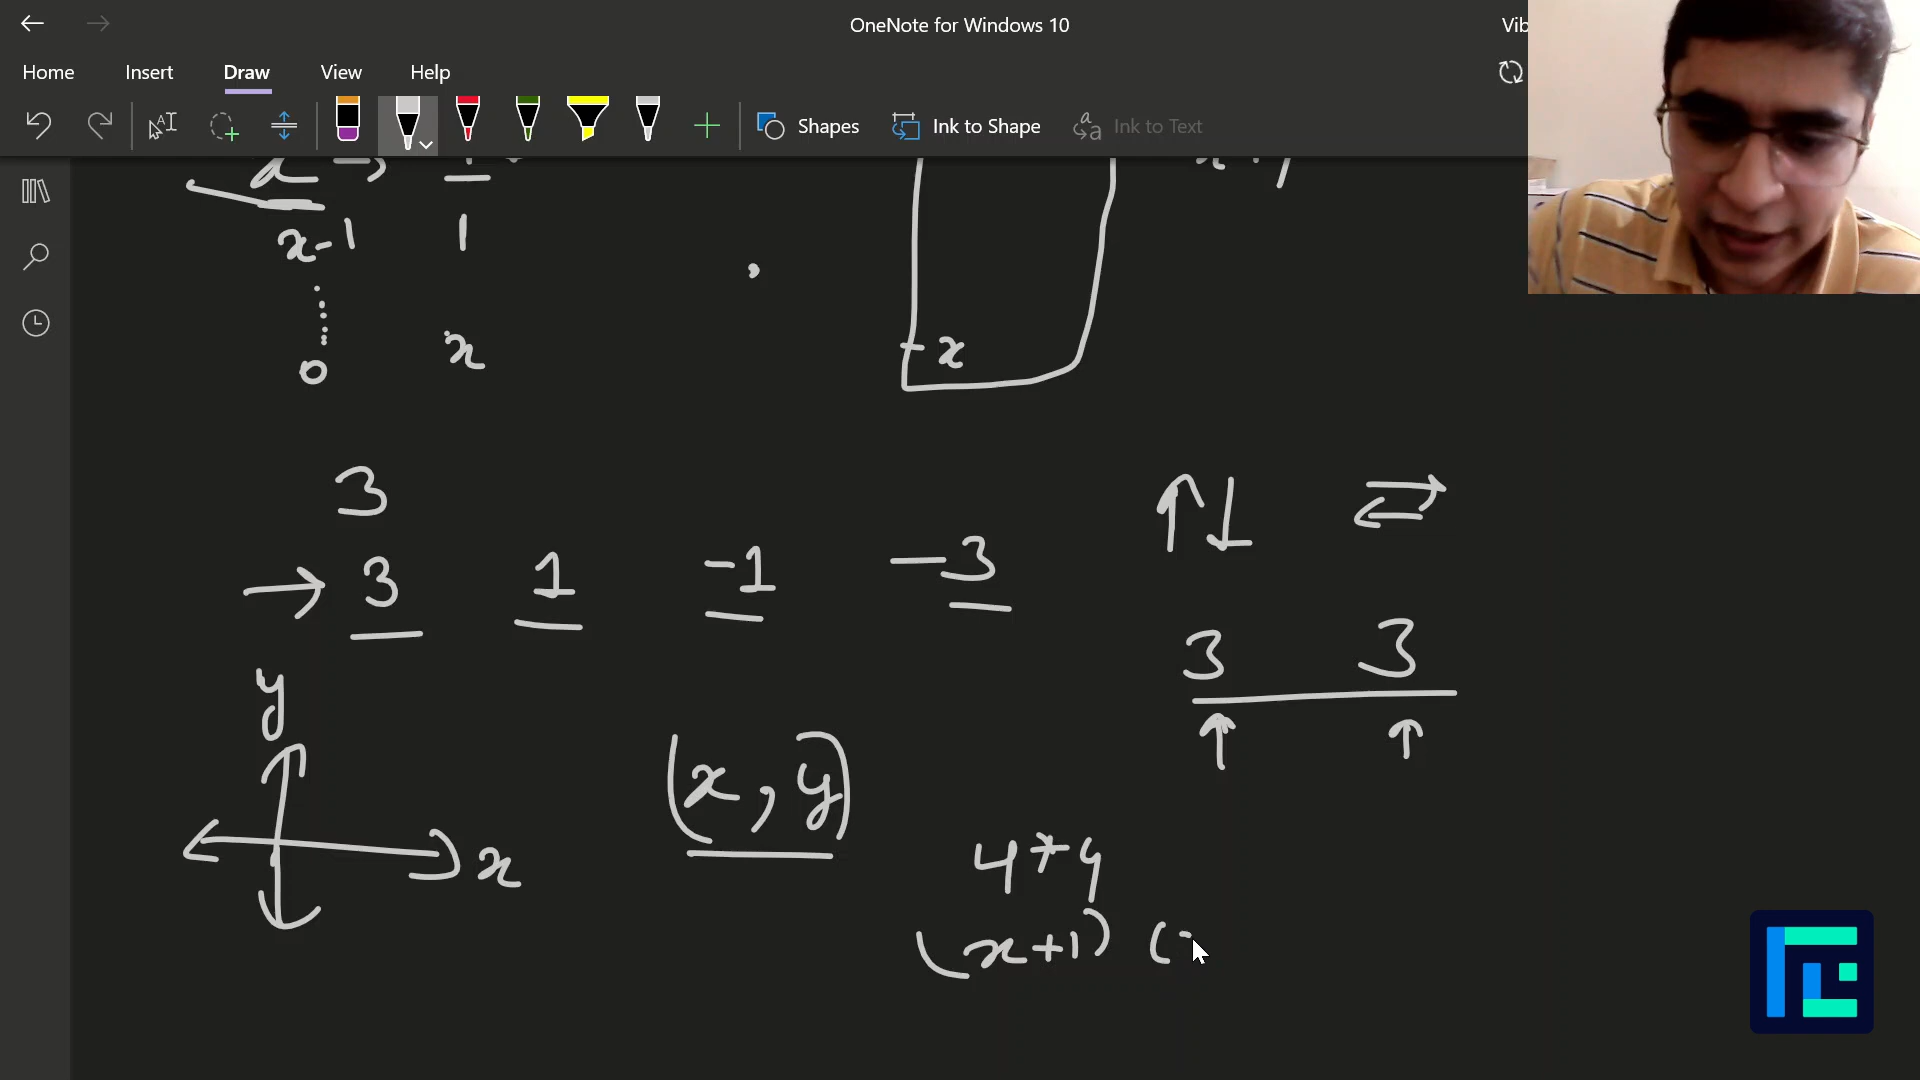 OneNote for Windows 10
Vib
Home Insert Draw View Help
Shapes Ink to Shape Ink to Text
x-1 1
0 x
x
3
3 1 -1 -3
3 3
y
(x, y)
x
4*4
(x+1) (